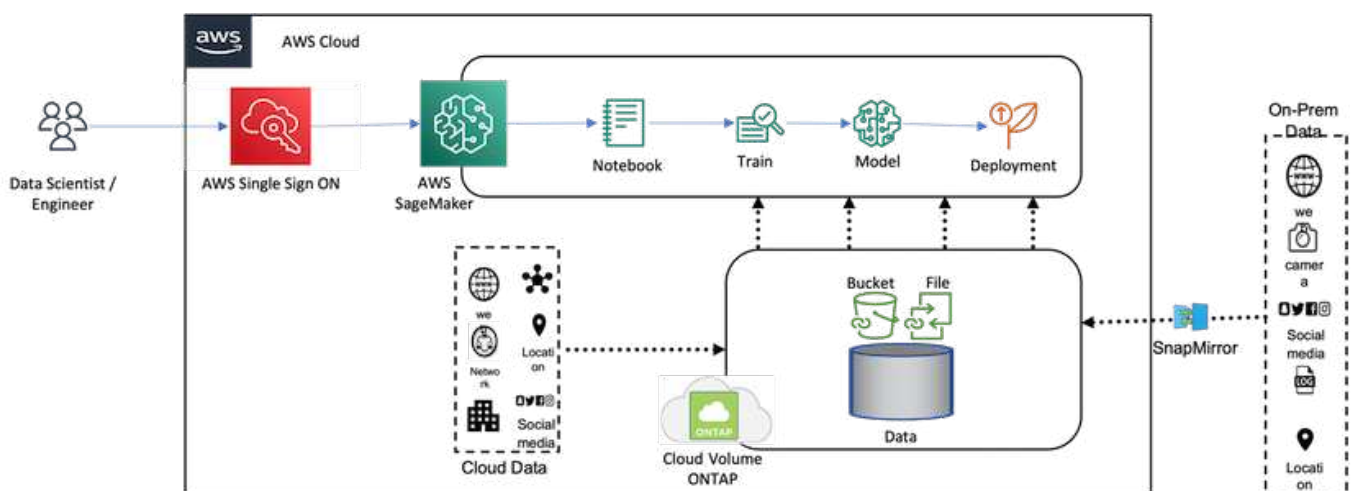 aws
AWS Cloud
Data Scientist /
Engineer
AWS Single Sign ON
AWS
SageMaker
Notebook
Train
Model
Deployment
On-Prem
Data
WWW
we
camer
a
Social
media
LOG
Locati
on
SnapMirror
Bucket
File
Data
ONTAP
Cloud Volume
ONTAP
WWW
we
Netwo
rk
Locati
on
Social
media
Cloud Data